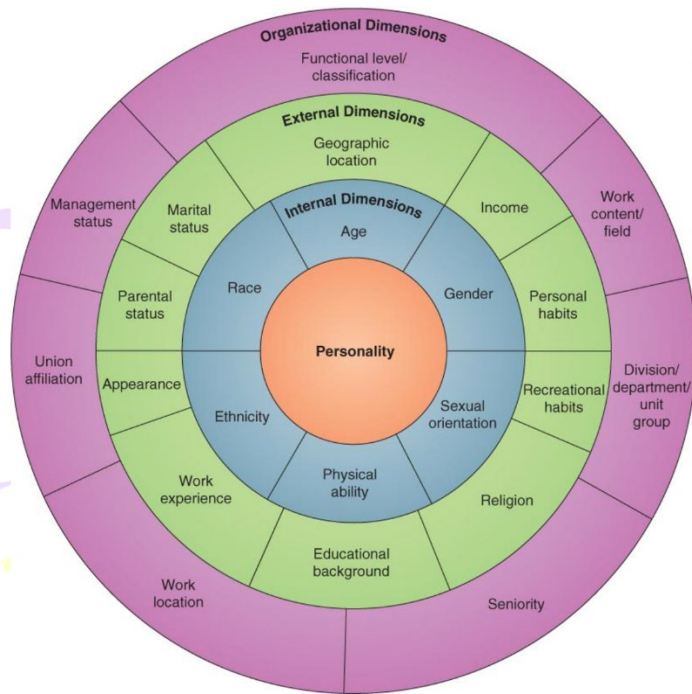 Organizational Dimensions
Functional level/
classification
External Dimensions
Geographic
location
Internal Dimensions
Age
Personality
Management
status
Marital
status
Income
Work
content/
field
Race
Gender
Parental
status
Personal
habits
Union
affiliation
Appearance
Ethnicity
Sexual
orientation
Recreational
habits
Division/
department/
unit
group
Physical
ability
Work
experience
Religion
Educational
background
Work
location
Seniority